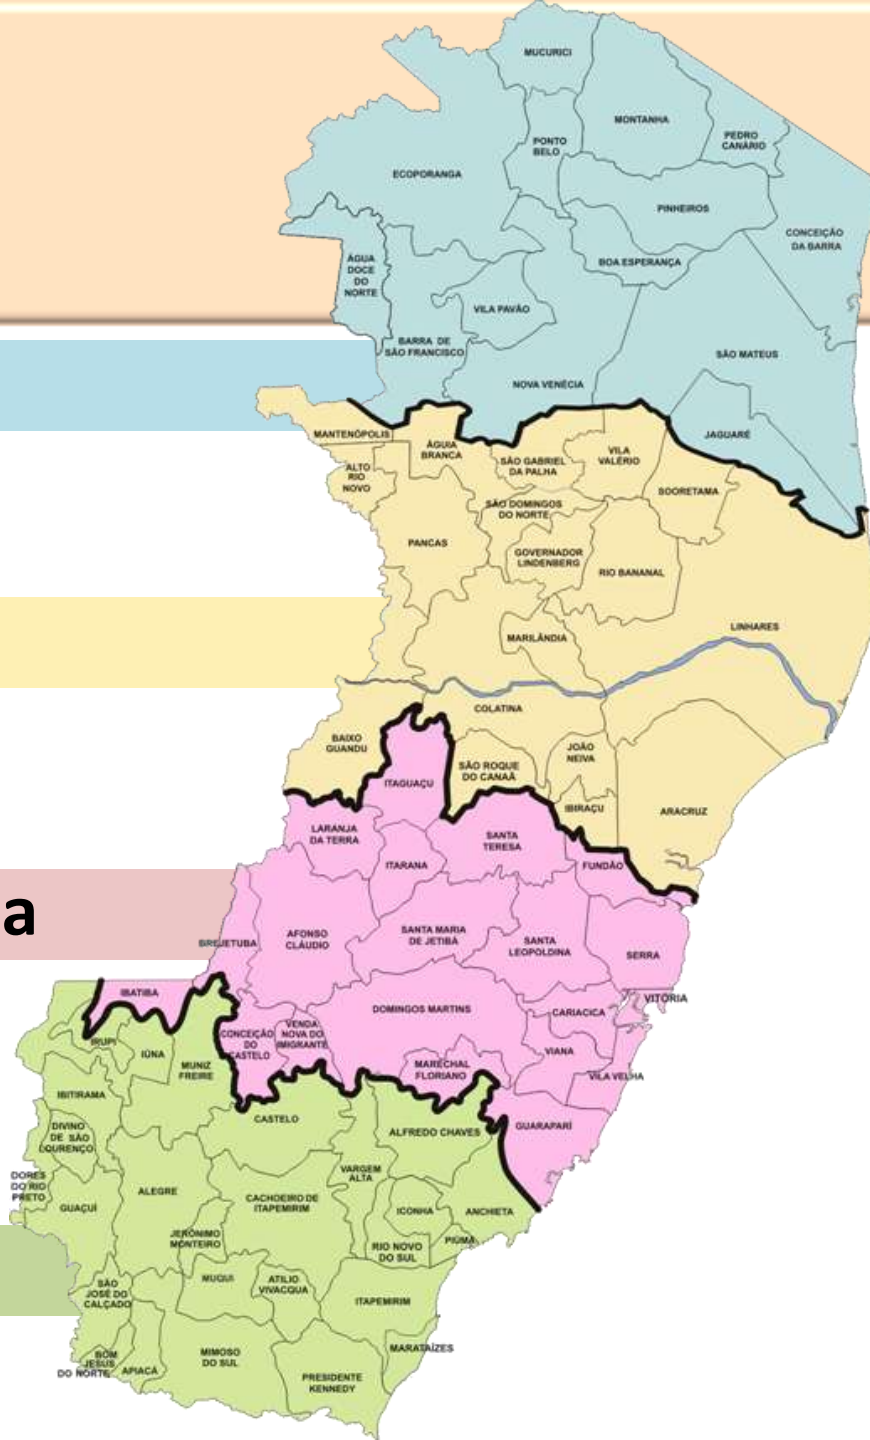 MUCURICI
MONTANHA
PEDRO
CANÁRIO
PONTO
BELO
ECOPORANGA
PINHEIROS
CONCEIÇÃO
DA BARRA
ÁGUA
DOCE
DO
NORTE
BOA ESPERANÇA
VILA PAVÃO
BARRA DE
SÃO FRANCISCO
SÃO MATEUS
NOVA VENÉCIA
JAGUARÉ
MANTENÓPOLIS
ÁGUIA
BRANCA
ALTO
RIO
NOVO
SÃO GABRIEL
DA PALHA
VILA
VALÉRIO
SOORETAMA
SÃO DOMINGOS
DO NORTE
PANCAS
GOVERNADOR
LINDENBERG
RIO BANANAL
LINHARES
MARILÂNDIA
COLATINA
BAIXO
GUANDU
JOÃO
NEIVA
SÃO ROQUE
DO CANAÃ
ITAGUAÇU
IBIRAÇU
ARACRUZ
LARANJA
DA TERRA
SANTA
TERESA
ITARANA
FUNDÃO
a
BREJETUBA
AFONSO
CLÁUDIO
SANTA MARIA
DE JETIBÁ
SANTA
LEOPOLDINA
SERRA
IBATIBA
VITÓRIA
DOMINGOS MARTINS
CARIACICA
CONCEIÇÃO
DO
CASTELO
VENDA
NOVA DO
IMIGRANTE
IRUPI
IÚNA
MUNIZ
FREIRE
VIANA
MARECHAL
FLORIANO
VILA VELHA
IBITIRAMA
CASTELO
GUARAPARÍ
DIVINO
DE SÃO
LOURENÇO
ALFREDO CHAVES
DORES
DO RIO
PRETO
VARGEM
ALTA
ALEGRE
CACHOEIRO DE
ITAPEMIRIM
GUAÇUÍ
ICONHA
ANCHIETA
JERÔNIMO
MONTEIRO
PIÚMA
RIO NOVO
DO SUL
SÃO
JOSÉ DO
CALÇADO
MUQUI
ATILIO
VIVACQUA
ITAPEMIRIM
MARATAÍZES
BOM
JESUS
DO NORTE
APIACÁ
MIMOSO
DO SUL
PRESIDENTE
KENNEDY